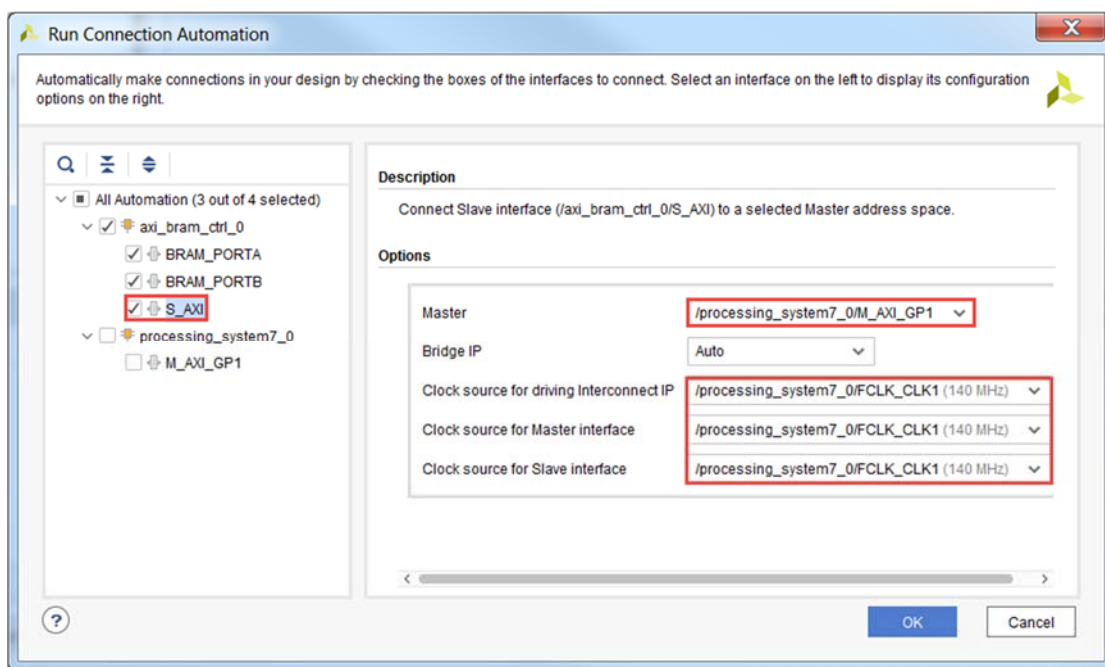 Run Connection Automation
X
Automatically make connections in your design by checking the boxes of the interfaces to connect. Select an interface on the left to display its configuration
options on the right.
All Automation (3 out of 4 selected)
axi_bram_ctrl_0
BRAM_PORTA
BRAM_PORTB
S_AXI
processing_system7_0
M_AXI_GP1
Description
Connect Slave interface (/axi_bram_ctrl_0/S_AXI) to a selected Master address space.
Options
Master /processing_system7_0/M_AXI_GP1
Bridge IP Auto
Clock source for driving Interconnect IP /processing_system7_0/FCLK_CLK1 (140 MHz)
Clock source for Master interface /processing_system7_0/FCLK_CLK1 (140 MHz)
Clock source for Slave interface /processing_system7_0/FCLK_CLK1 (140 MHz)
?
OK Cancel